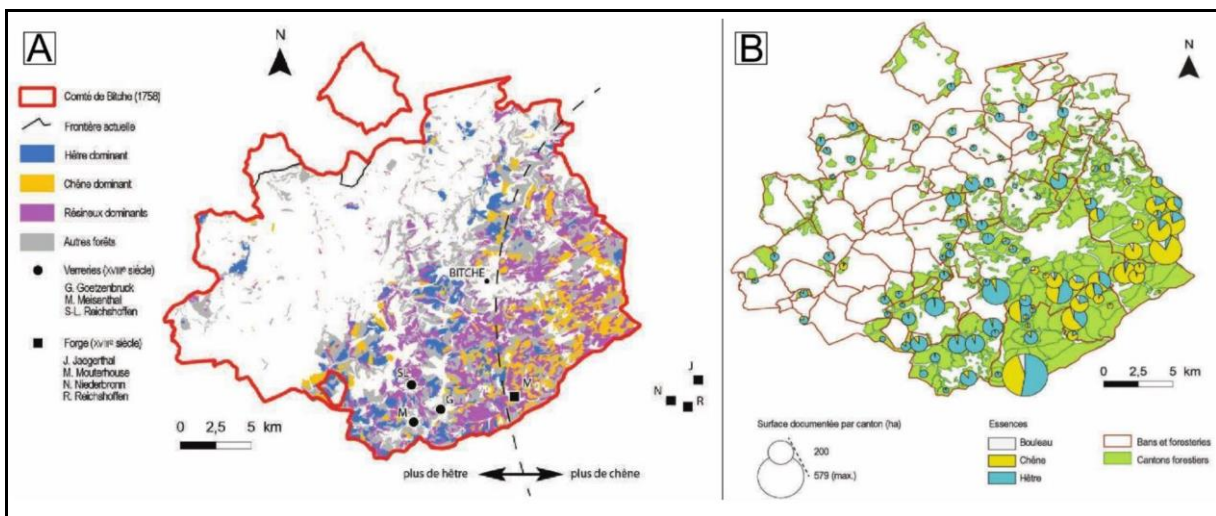 A
N
Comté de Bitche (1758)
Frontière actuelle
Hêtre dominant
Chêne dominant
Résineux dominants
Autres forêts
Verreries (XVIIIe siècle)
G. Goetzenbruck
M. Meisenthal
S-L. Reichshoffen
Forge (XVIIIe siècle)
J. Jaegerthal
M. Mouterhouse
N. Niederbronn
R. Reichshoffen
BITCHE
SL
G
M
M
J
N
R
0 2,5 5 km
plus de hêtre
plus de chêne
B
N
0 2,5 5 km
Surface documentée par canton (ha)
200
579 (max.)
Essences
Bouleau
Chêne
Hêtre
Bans et foresteries
Cantons forestiers